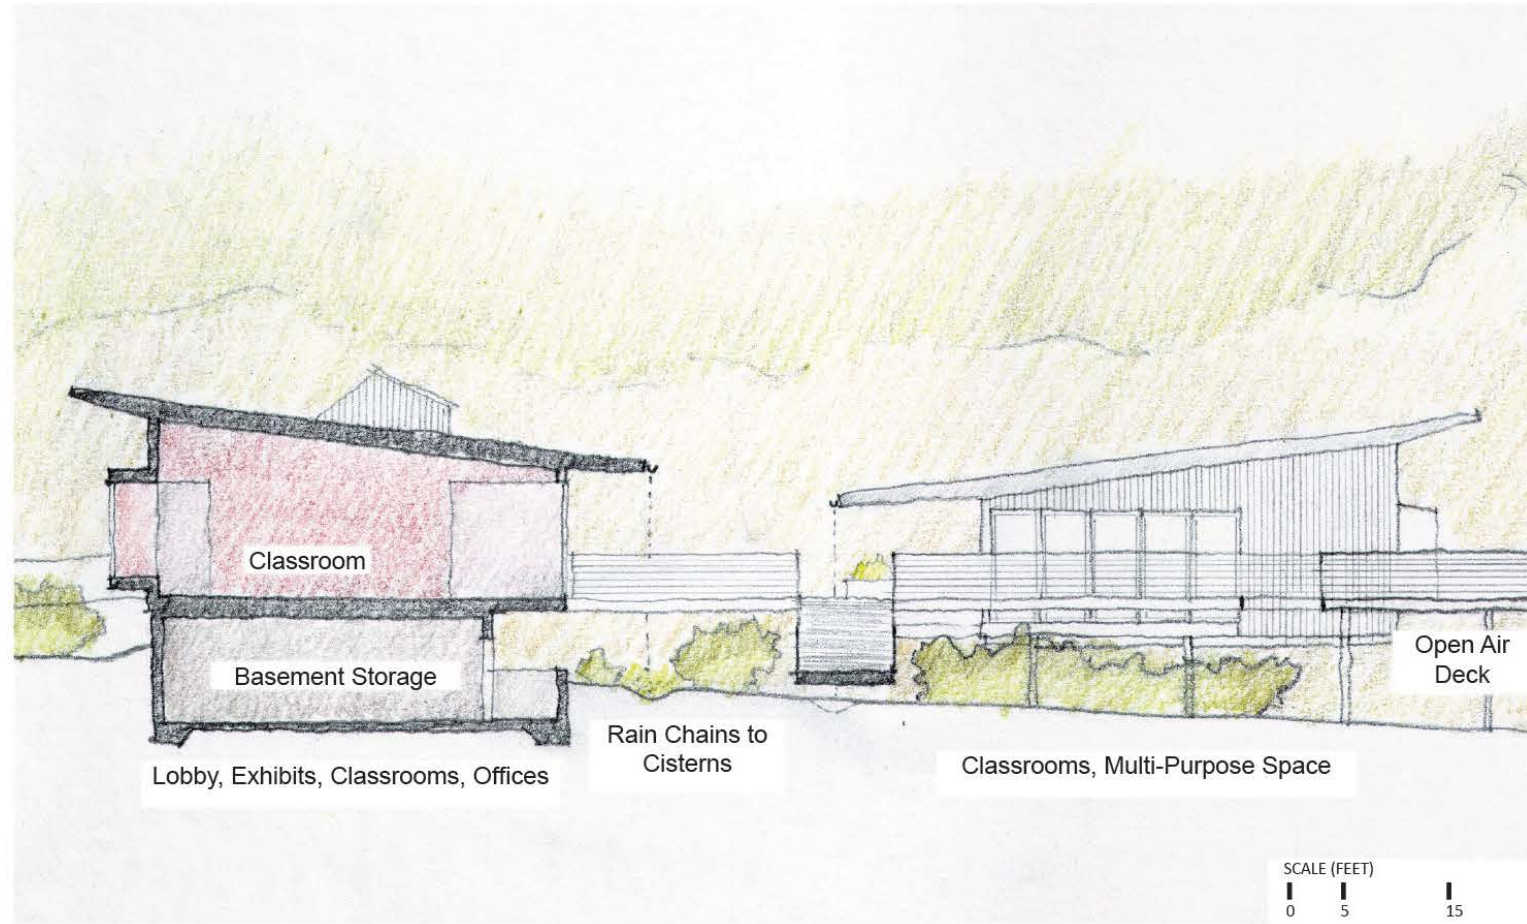 Classroom
Basement Storage
Open Air
Deck
Rain Chains to
Cisterns
Lobby, Exhibits, Classrooms, Offices
Classrooms, Multi-Purpose Space
SCALE (FEET)
0 5 15